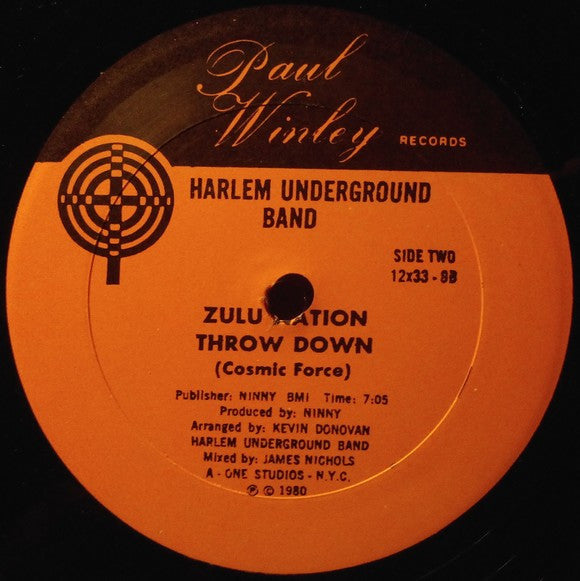 Paul
Winley RECORDS
HARLEM UNDERGROUND
BAND
SIDE TWO
12x33 - 8B
ZULU NATION
THROW DOWN
(Cosmic Force)
Publisher: NINNY BMI Time: 7:05
Produced by: NINNY
Arranged by: KEVIN DONOVAN
HARLEM UNDERGROUND BAND
Mixed by: JAMES NICHOLS
A - ONE STUDIOS - N.Y.C.
℗ © 1980